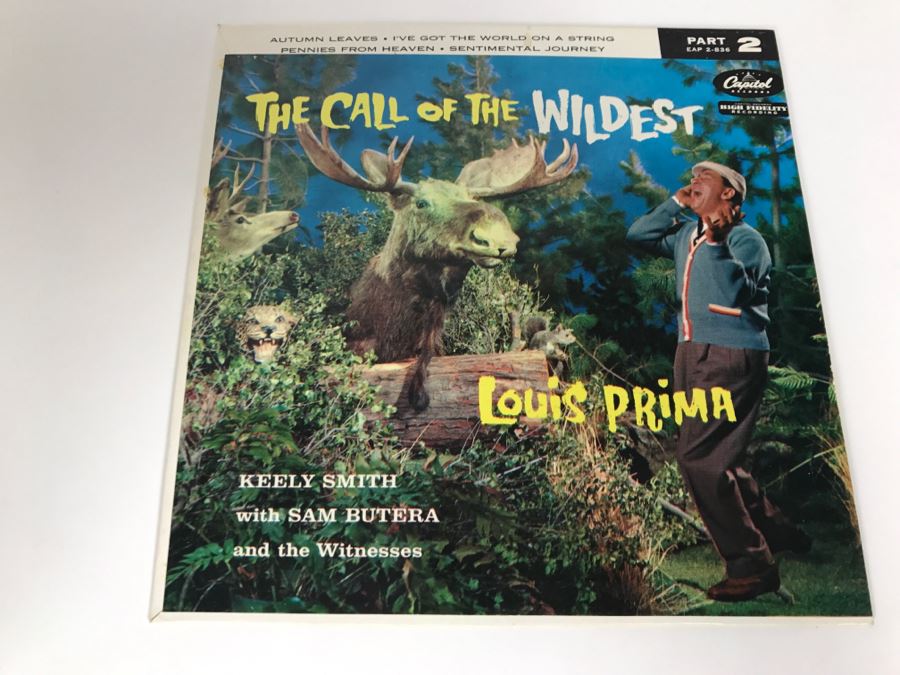 AUTUMN LEAVES • I'VE GOT THE WORLD ON A STRING
PENNIES FROM HEAVEN • SENTIMENTAL JOURNEY
PART 2
EAP 2-836
Capitol
RECORDS
HIGH FIDELITY
RECORDING
THE CALL OF THE WILDEST
LOUIS PRIMA
KEELY SMITH
with SAM BUTERA
and the Witnesses